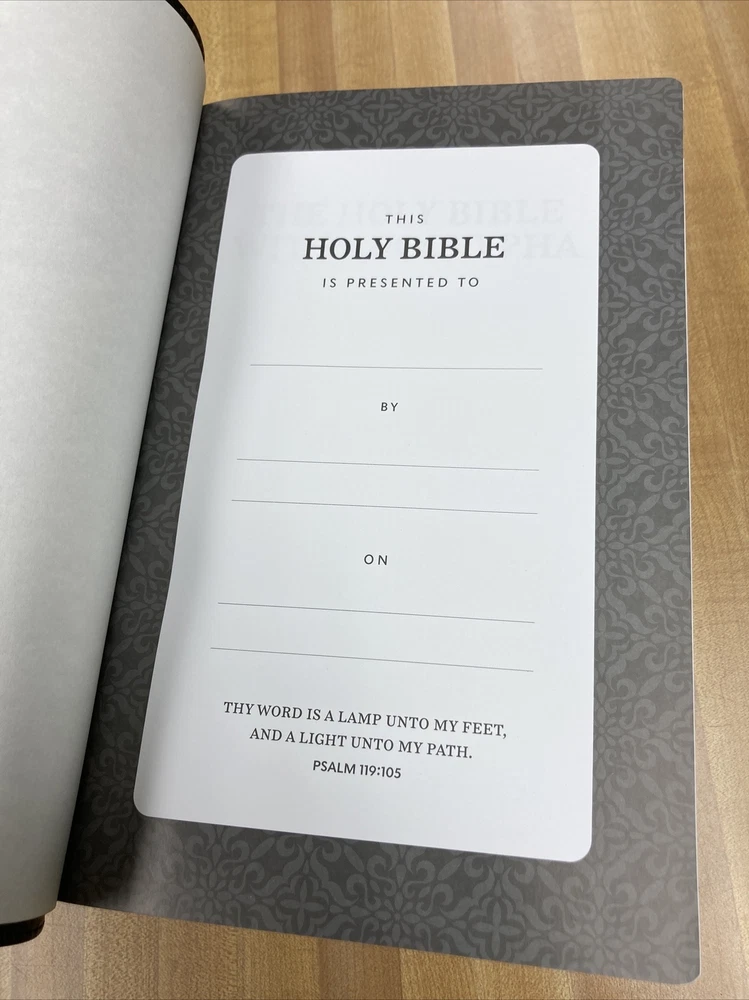 THIS
HOLY BIBLE
IS PRESENTED TO
BY
ON
THY WORD IS A LAMP UNTO MY FEET,
AND A LIGHT UNTO MY PATH.
PSALM 119:105